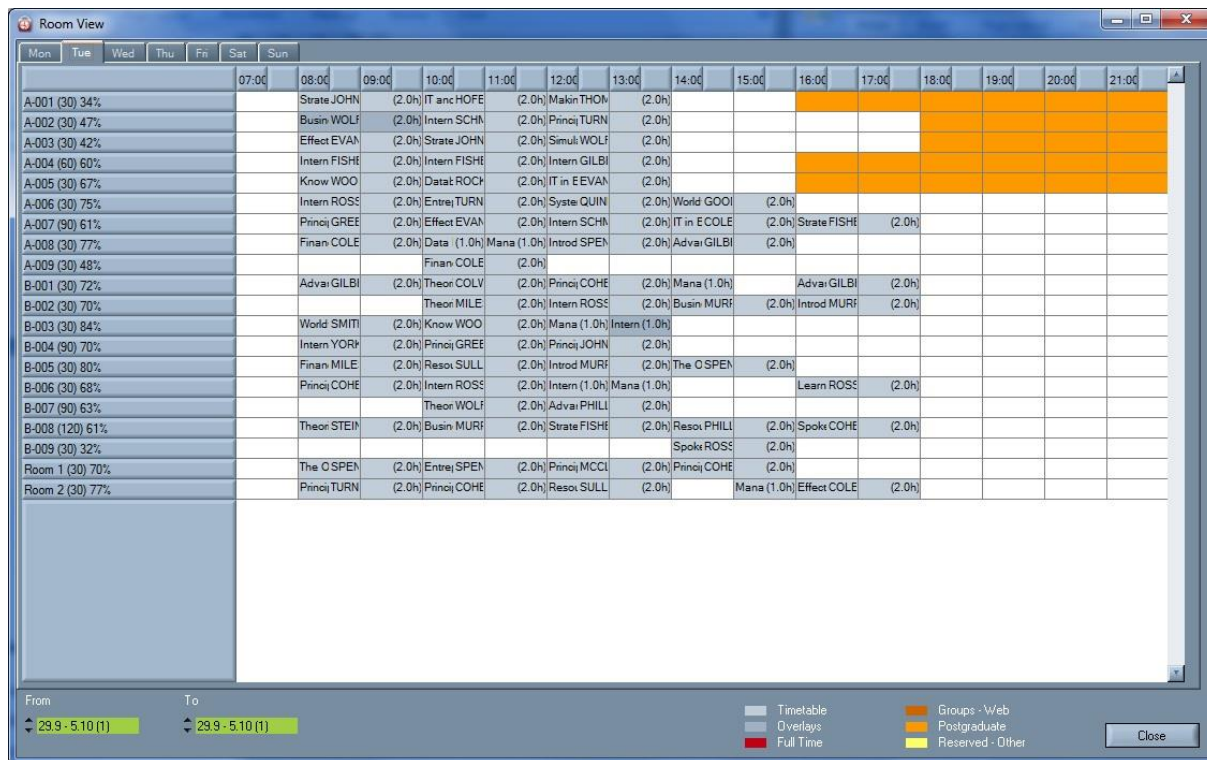 Room View
Mon Tue Wed Thu Fri Sat Sun
07:00 08:00 09:00 10:00 11:00 12:00 13:00 14:00 15:00 16:00 17:00 18:00 19:00 20:00 21:00
A-001 (30) 34% Strate JOHN (2.0h) IT anc HOFE (2.0h) Makin THOM (2.0h)
A-002 (30) 47% Busin WOLF (2.0h) Intern SCHM (2.0h) Princi TURN (2.0h)
A-003 (30) 42% Effect EVAN (2.0h) Strate JOHN (2.0h) Simul WOLF (2.0h)
A-004 (60) 60% Intern FISHE (2.0h) Intern FISHE (2.0h) Intern GILBI (2.0h)
A-005 (30) 67% Know WOO (2.0h) Datab ROCK (2.0h) IT in E EVAN (2.0h)
A-006 (30) 75% Intern ROSS (2.0h) Entre TURN (2.0h) Syste QUIN (2.0h) World GOOI (2.0h)
A-007 (90) 61% Princi GREE (2.0h) Effect EVAN (2.0h) Intern SCHM (2.0h) IT in E COLE (2.0h) Strate FISHE (2.0h)
A-008 (30) 77% Finan COLE (2.0h) Data (1.0h) Mana (1.0h) Introd SPEN (2.0h) Advai GILBI (2.0h)
A-009 (30) 48% Finan COLE (2.0h)
B-001 (30) 72% Advai GILBI (2.0h) Theor COLV (2.0h) Princi COHE (2.0h) Mana (1.0h) Advai GILBI (2.0h)
B-002 (30) 70% Theor MILE (2.0h) Intern ROSS (2.0h) Busin MURF (2.0h) Introd MURF (2.0h)
B-003 (30) 84% World SMITI (2.0h) Know WOO (2.0h) Mana (1.0h) Intern (1.0h)
B-004 (90) 70% Intern YORK (2.0h) Princi GREE (2.0h) Princi JOHN (2.0h)
B-005 (30) 80% Finan MILE (2.0h) Resou SULL (2.0h) Introd MURF (2.0h) The O SPEN (2.0h)
B-006 (30) 68% Princi COHE (2.0h) Intern ROSS (2.0h) Intern (1.0h) Mana (1.0h) Learn ROSS (2.0h)
B-007 (90) 63% Theor WOLF (2.0h) Advai PHILL (2.0h)
B-008 (120) 61% Theor STEIN (2.0h) Busin MURF (2.0h) Strate FISHE (2.0h) Resou PHILL (2.0h) Spoke COHE (2.0h)
B-009 (30) 32% Spoke ROSS (2.0h)
Room 1 (30) 70% The O SPEN (2.0h) Entre SPEN (2.0h) Princi MCCL (2.0h) Princi COHE (2.0h)
Room 2 (30) 77% Princi TURN (2.0h) Princi COHE (2.0h) Resou SULL (2.0h) Mana (1.0h) Effect COLE (2.0h)
From To
29.9 - 5.10 (1) 29.9 - 5.10 (1)
Timetable Groups - Web
Overlays Postgraduate
Full Time Reserved - Other
Close